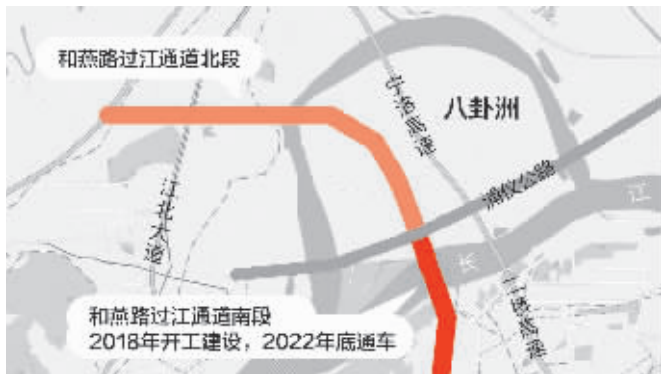 和燕路过江通道北段
八卦洲
宁洛高速
浦仪公路
江北大道
长
江
二桥高速
和燕路过江通道南段
2018年开工建设，2022年底通车